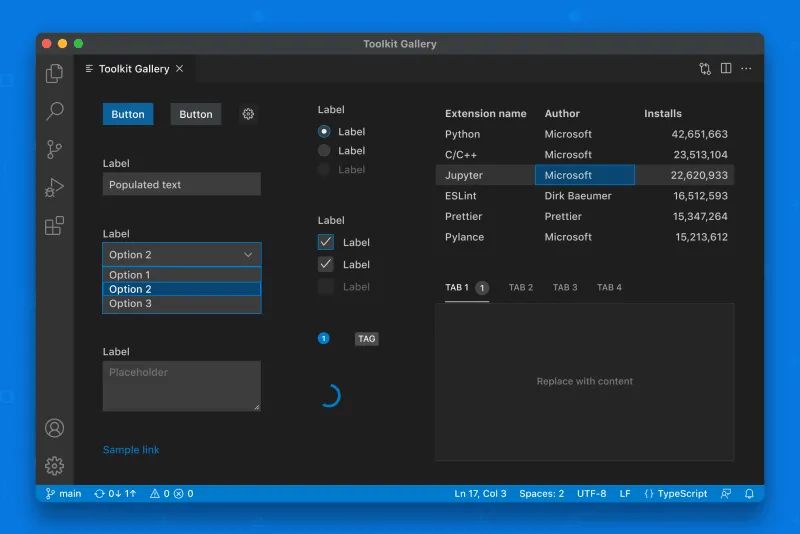 Toolkit Gallery
Toolkit Gallery
Button Button
Label
Populated text
Label
Option 2
Option 1
Option 2
Option 3
Label
Placeholder
Sample link
Label
Label
Label
Label
Label
Label
Label
Label
1 TAG
Extension name Author Installs
Python Microsoft 42,651,663
C/C++ Microsoft 23,513,104
Jupyter Microsoft 22,620,933
ESLint Dirk Baeumer 16,512,593
Prettier Prettier 15,347,264
Pylance Microsoft 15,213,612
TAB 1 1 TAB 2 TAB 3 TAB 4
Replace with content
main 0↓ 1↑ 0 0 Ln 17, Col 3 Spaces: 2 UTF-8 LF {} TypeScript